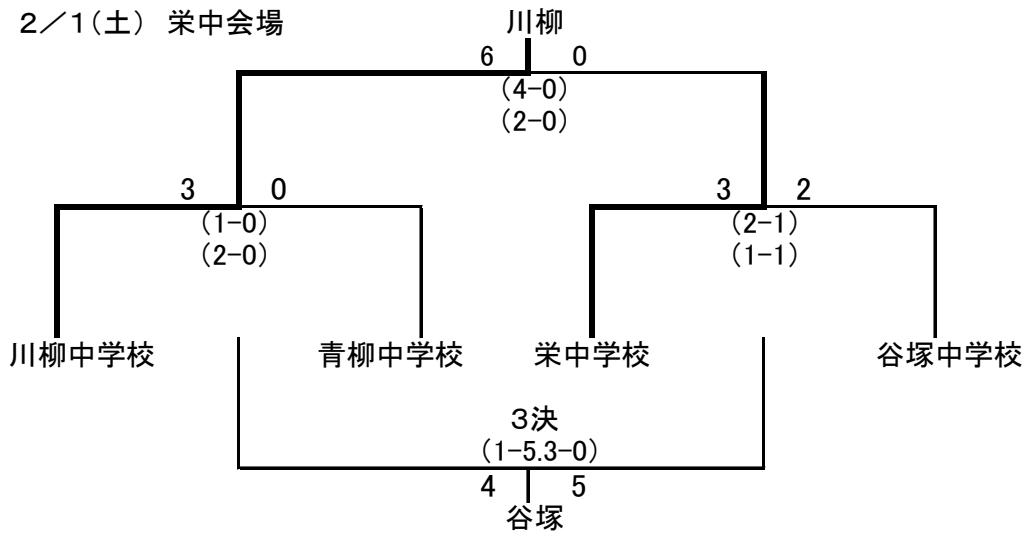 2／1(土) 栄中会場
川柳
6 0
(4-0)
(2-0)
3 0
3 2
(1-0)
(2-0)
(2-1)
(1-1)
川柳中学校 青柳中学校 栄中学校 谷塚中学校
3決
(1-5.3-0)
4 5
谷塚